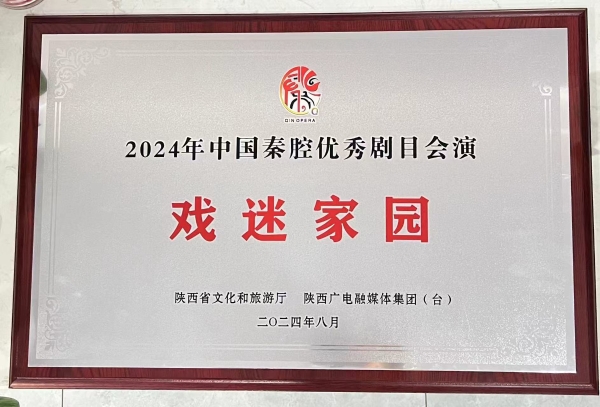 QIN OPERA
2024年中国秦腔优秀剧目会演
戏迷家园
陕西省文化和旅游厅 陕西广电融媒体集团（台）
二〇二四年八月